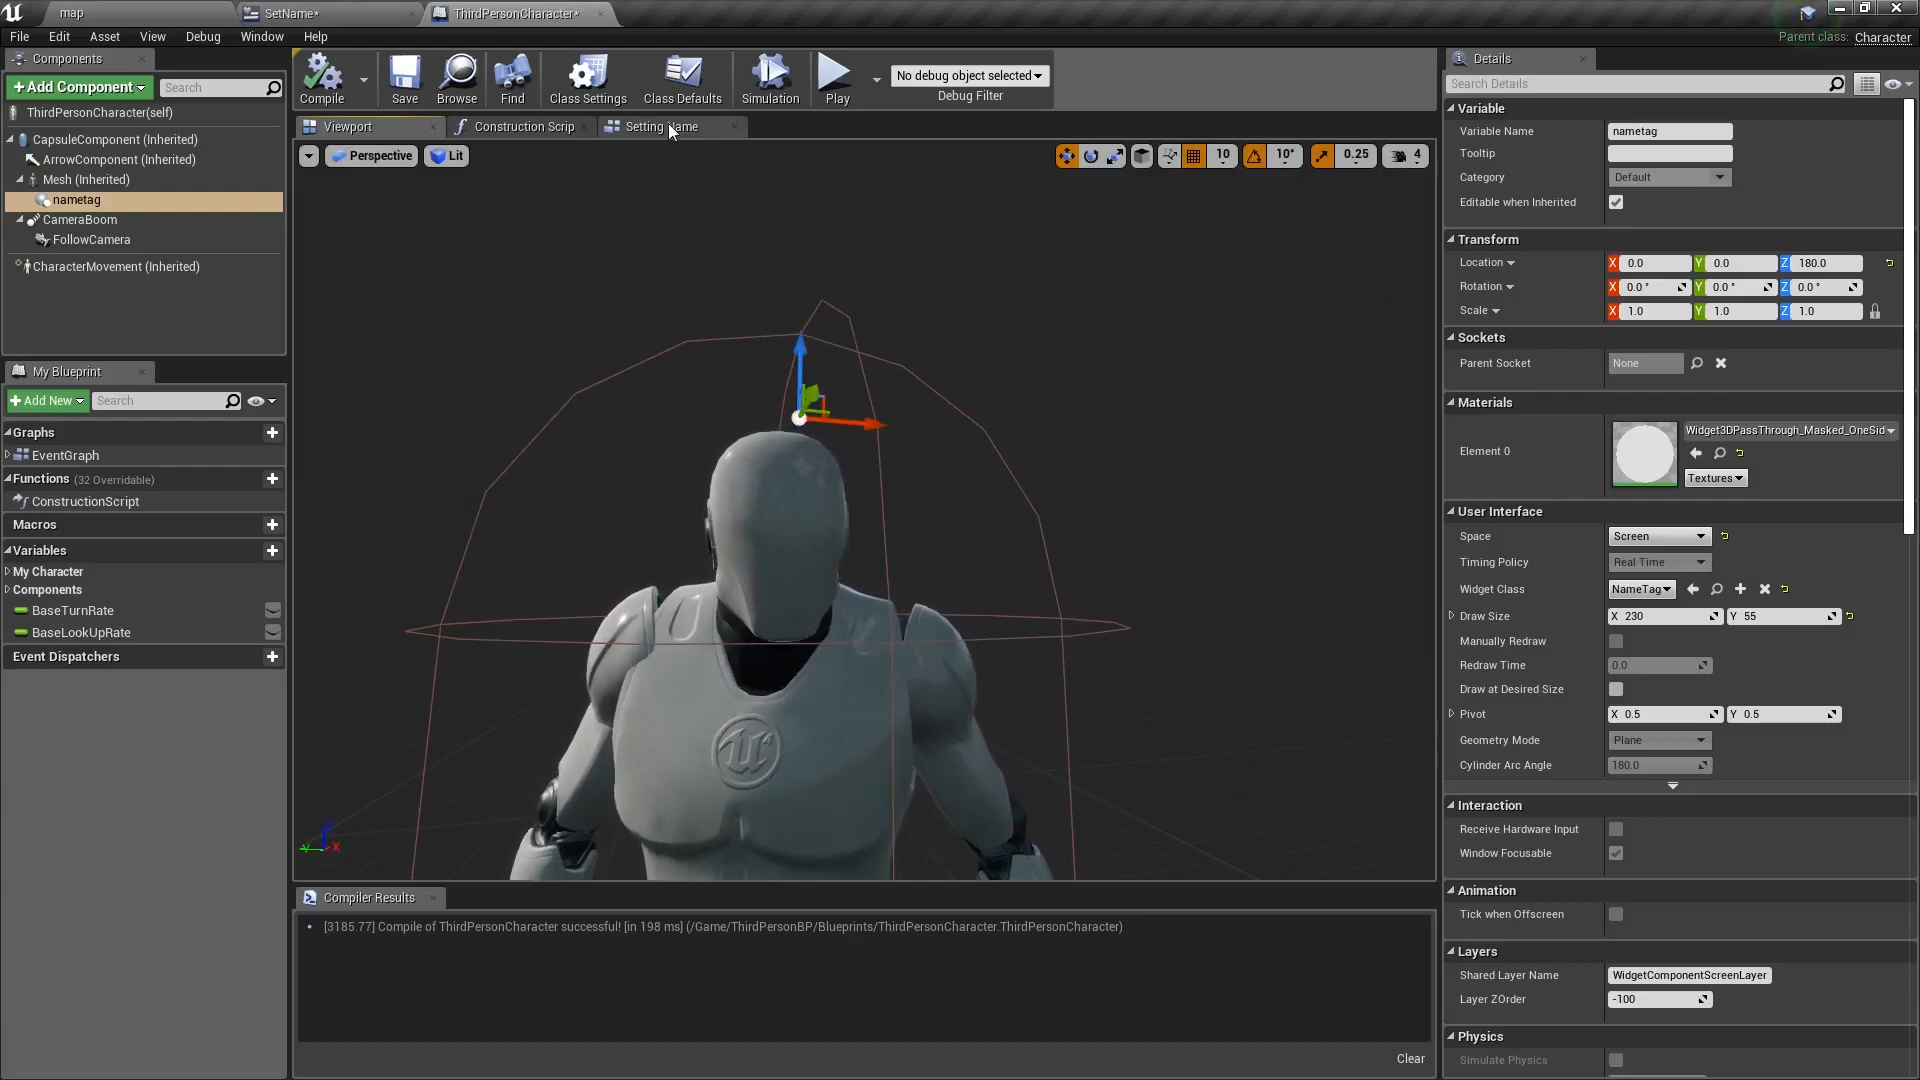 map
SetName*
ThirdPersonCharacter*
File Edit Asset View Debug Window Help
Parent class: Character
Components
+ Add Component
Search
ThirdPersonCharacter(self)
CapsuleComponent (Inherited)
ArrowComponent (Inherited)
Mesh (Inherited)
nametag
CameraBoom
FollowCamera
CharacterMovement (Inherited)
My Blueprint
+ Add New
Search
Graphs
EventGraph
Functions (32 Overridable)
ConstructionScript
Macros
Variables
My Character
Components
BaseTurnRate
BaseLookUpRate
Event Dispatchers
Compile
Save
Browse
Find
Class Settings
Class Defaults
Simulation
Play
No debug object selected
Debug Filter
Viewport
Construction Scrip
Setting Name
Perspective
Lit
10
10°
0.25
4
Compiler Results
[3185.77] Compile of ThirdPersonCharacter successful! [in 198 ms] (/Game/ThirdPersonBP/Blueprints/ThirdPersonCharacter.ThirdPersonCharacter)
Clear
Details
Search Details
Variable
Variable Name nametag
Tooltip
Category Default
Editable when Inherited
Transform
Location X 0.0 Y 0.0 Z 180.0
Rotation X 0.0 ° Y 0.0 ° Z 0.0 °
Scale X 1.0 Y 1.0 Z 1.0
Sockets
Parent Socket None
Materials
Element 0
Widget3DPassThrough_Masked_OneSid
Textures
User Interface
Space Screen
Timing Policy Real Time
Widget Class NameTag
Draw Size X 230 Y 55
Manually Redraw
Redraw Time 0.0
Draw at Desired Size
Pivot X 0.5 Y 0.5
Geometry Mode Plane
Cylinder Arc Angle 180.0
Interaction
Receive Hardware Input
Window Focusable
Animation
Tick when Offscreen
Layers
Shared Layer Name WidgetComponentScreenLayer
Layer ZOrder -100
Physics
Simulate Physics